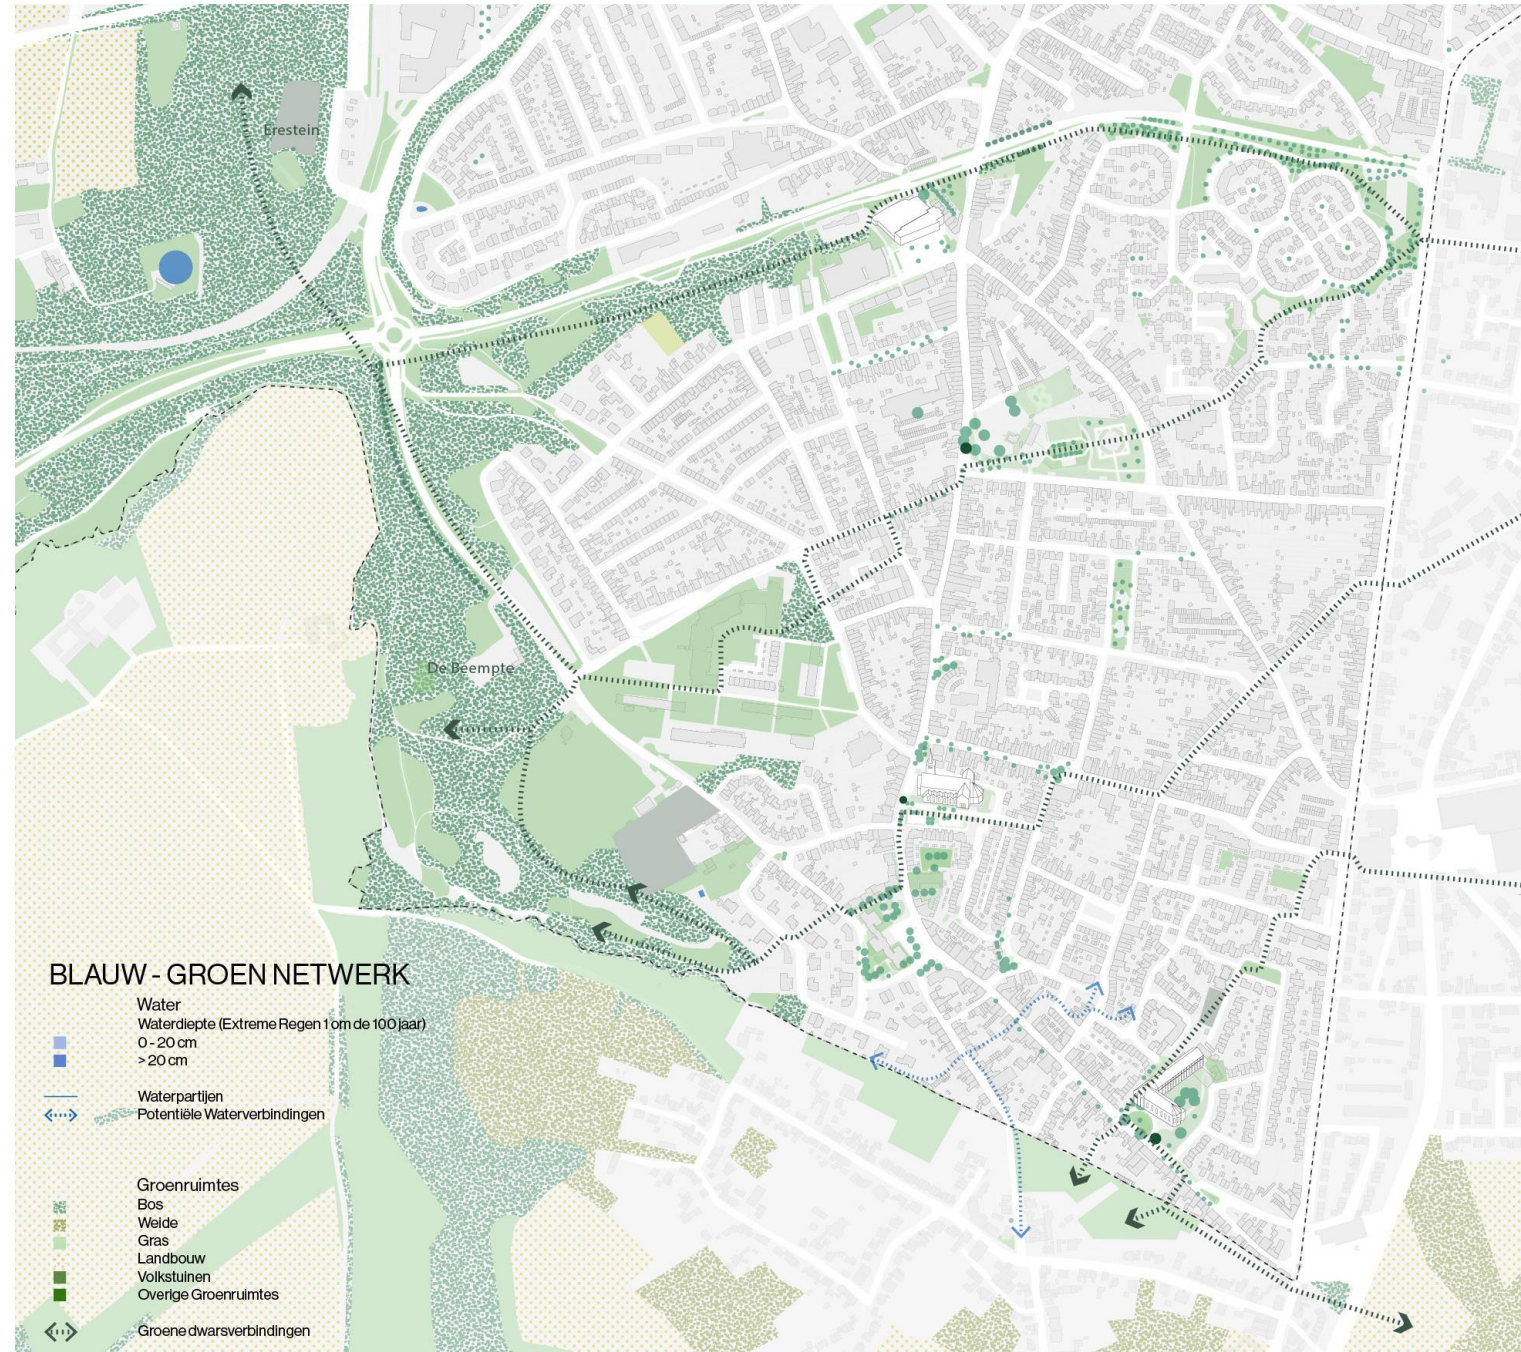 Erestein
De Beempte
BLAUW - GROEN NETWERK
Water
Waterdiepte (Extreme Regen 1 om de 100 jaar)
0 - 20 cm
> 20 cm
Waterpartijen
Potentiële Waterverbindingen
Groenruimtes
Bos
Weide
Gras
Landbouw
Volkstuinen
Overige Groenruimtes
Groene dwarsverbindingen